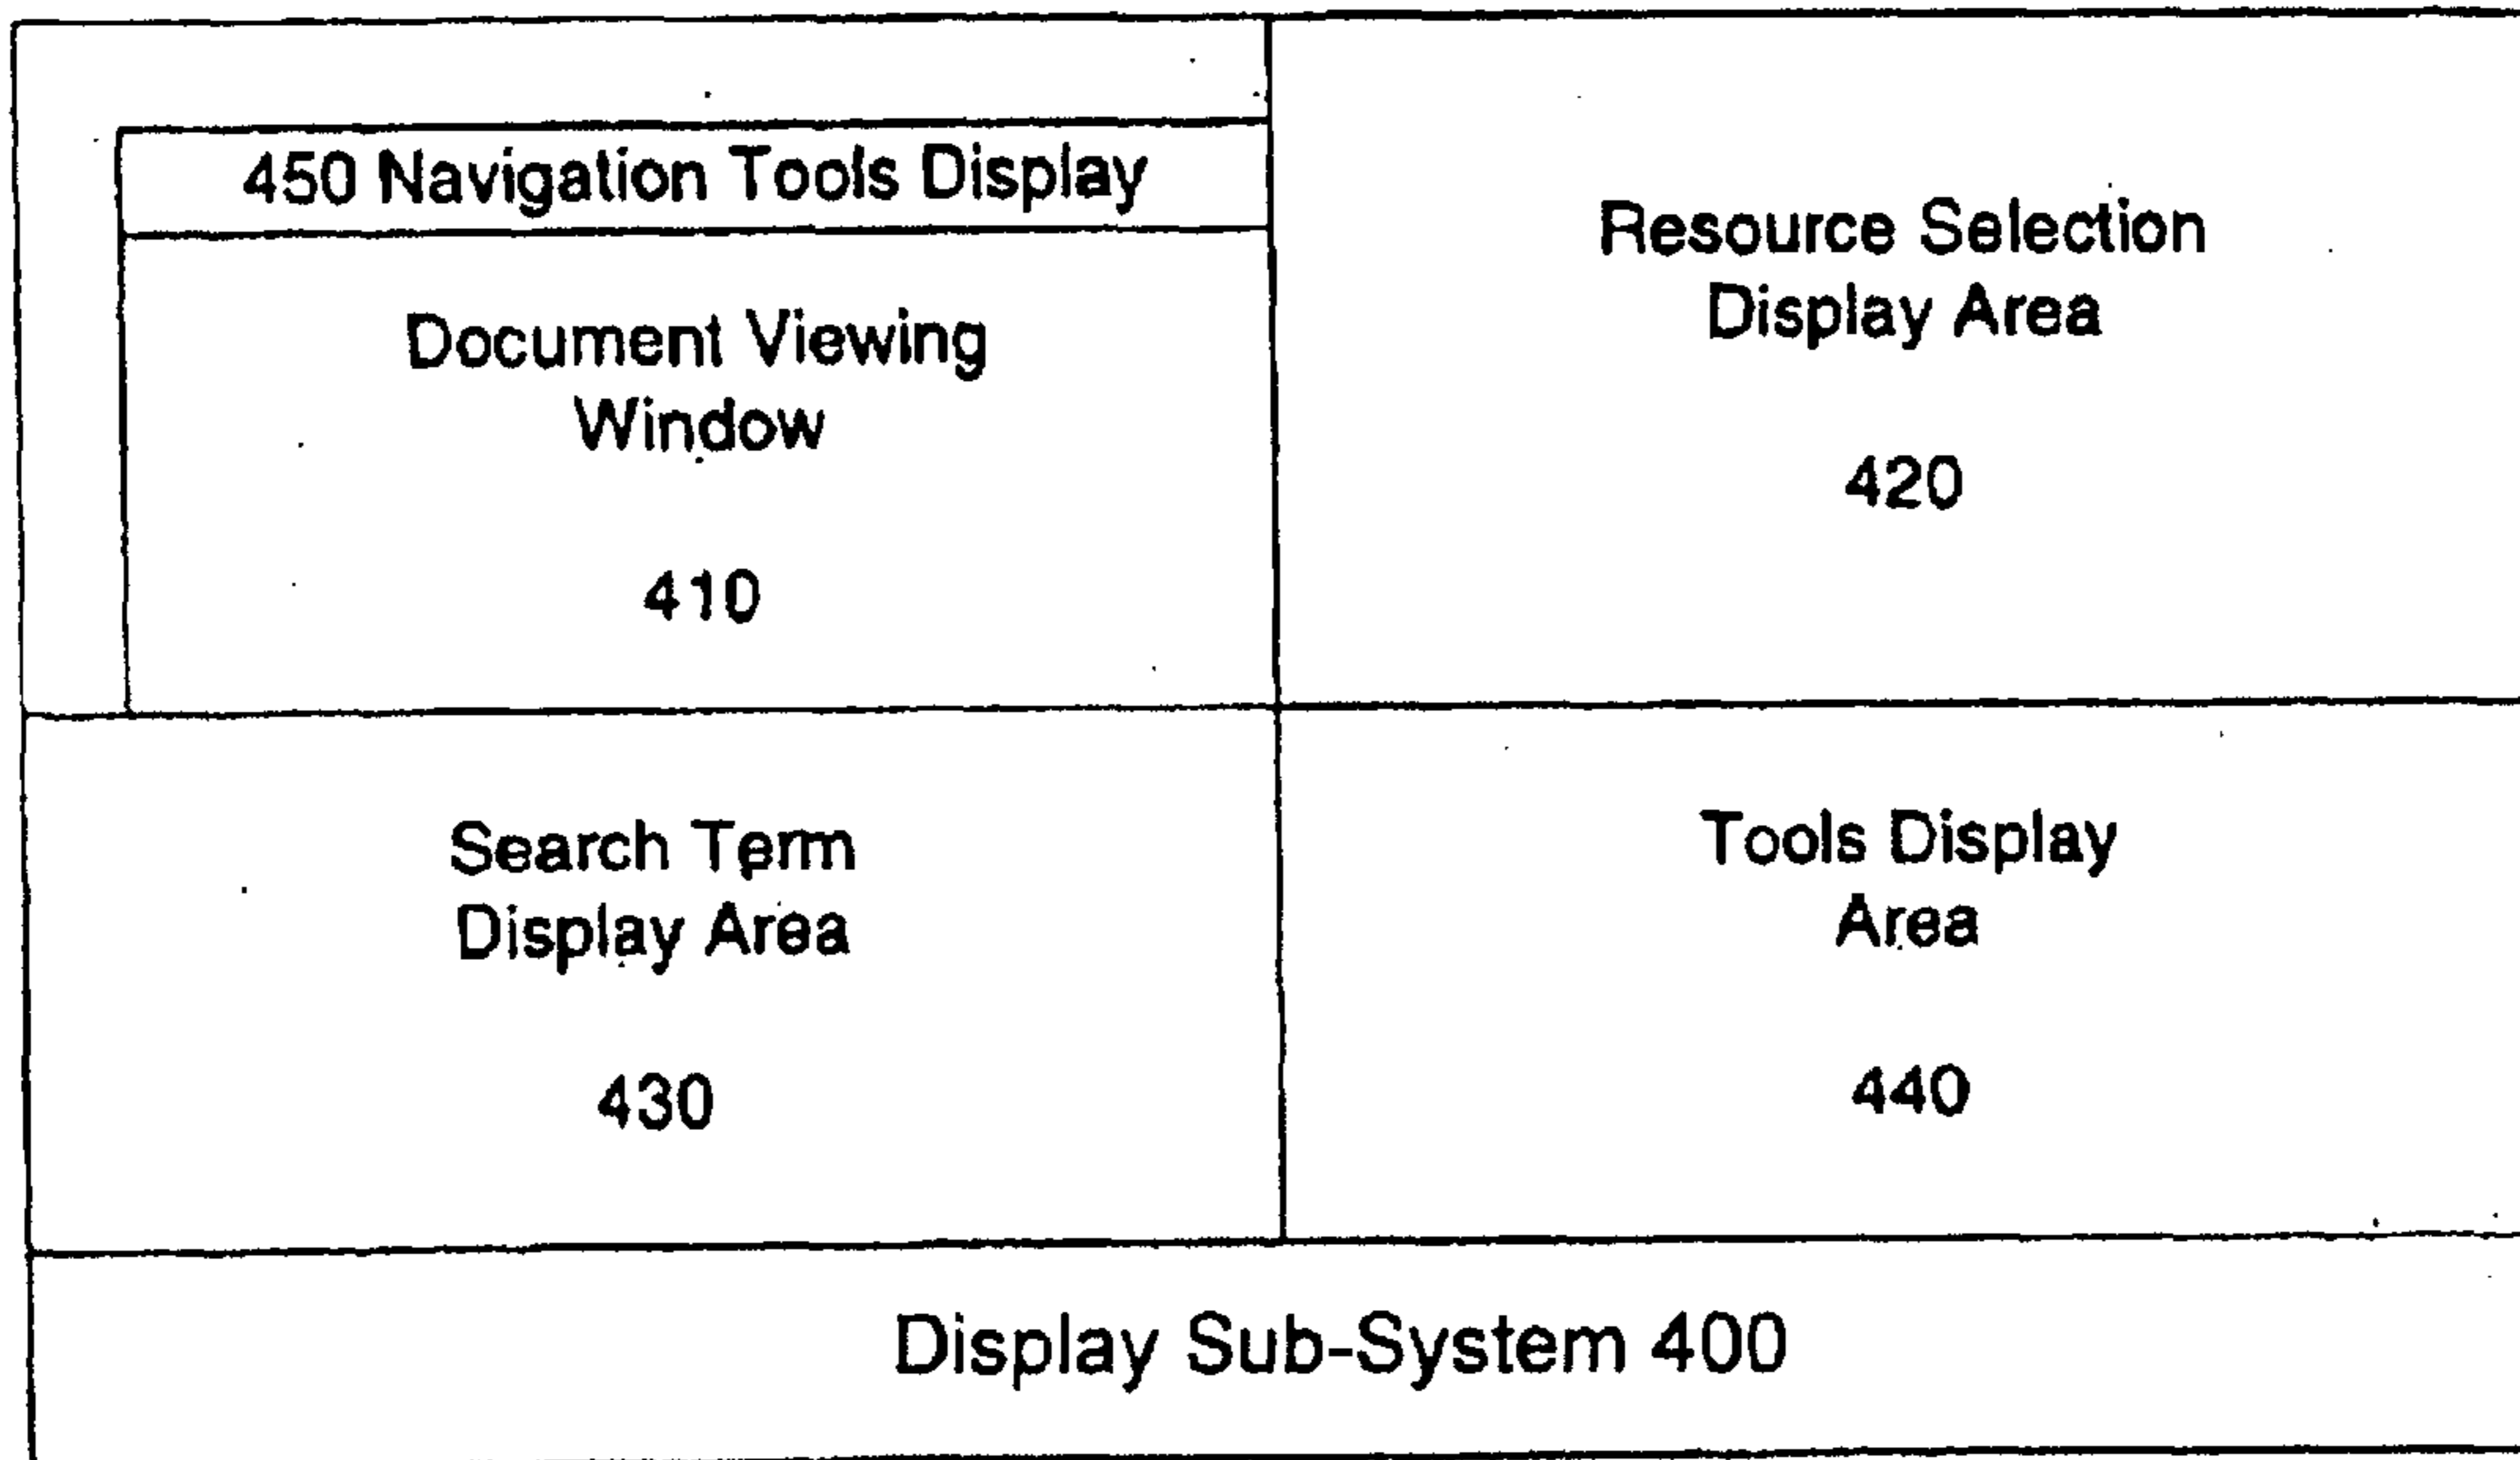 450 Navigation Tools Display
Document Viewing
Window
410
Resource Selection
Display Area
420
Search Term
Display Area
430
Tools Display
Area
440
Display Sub-System 400